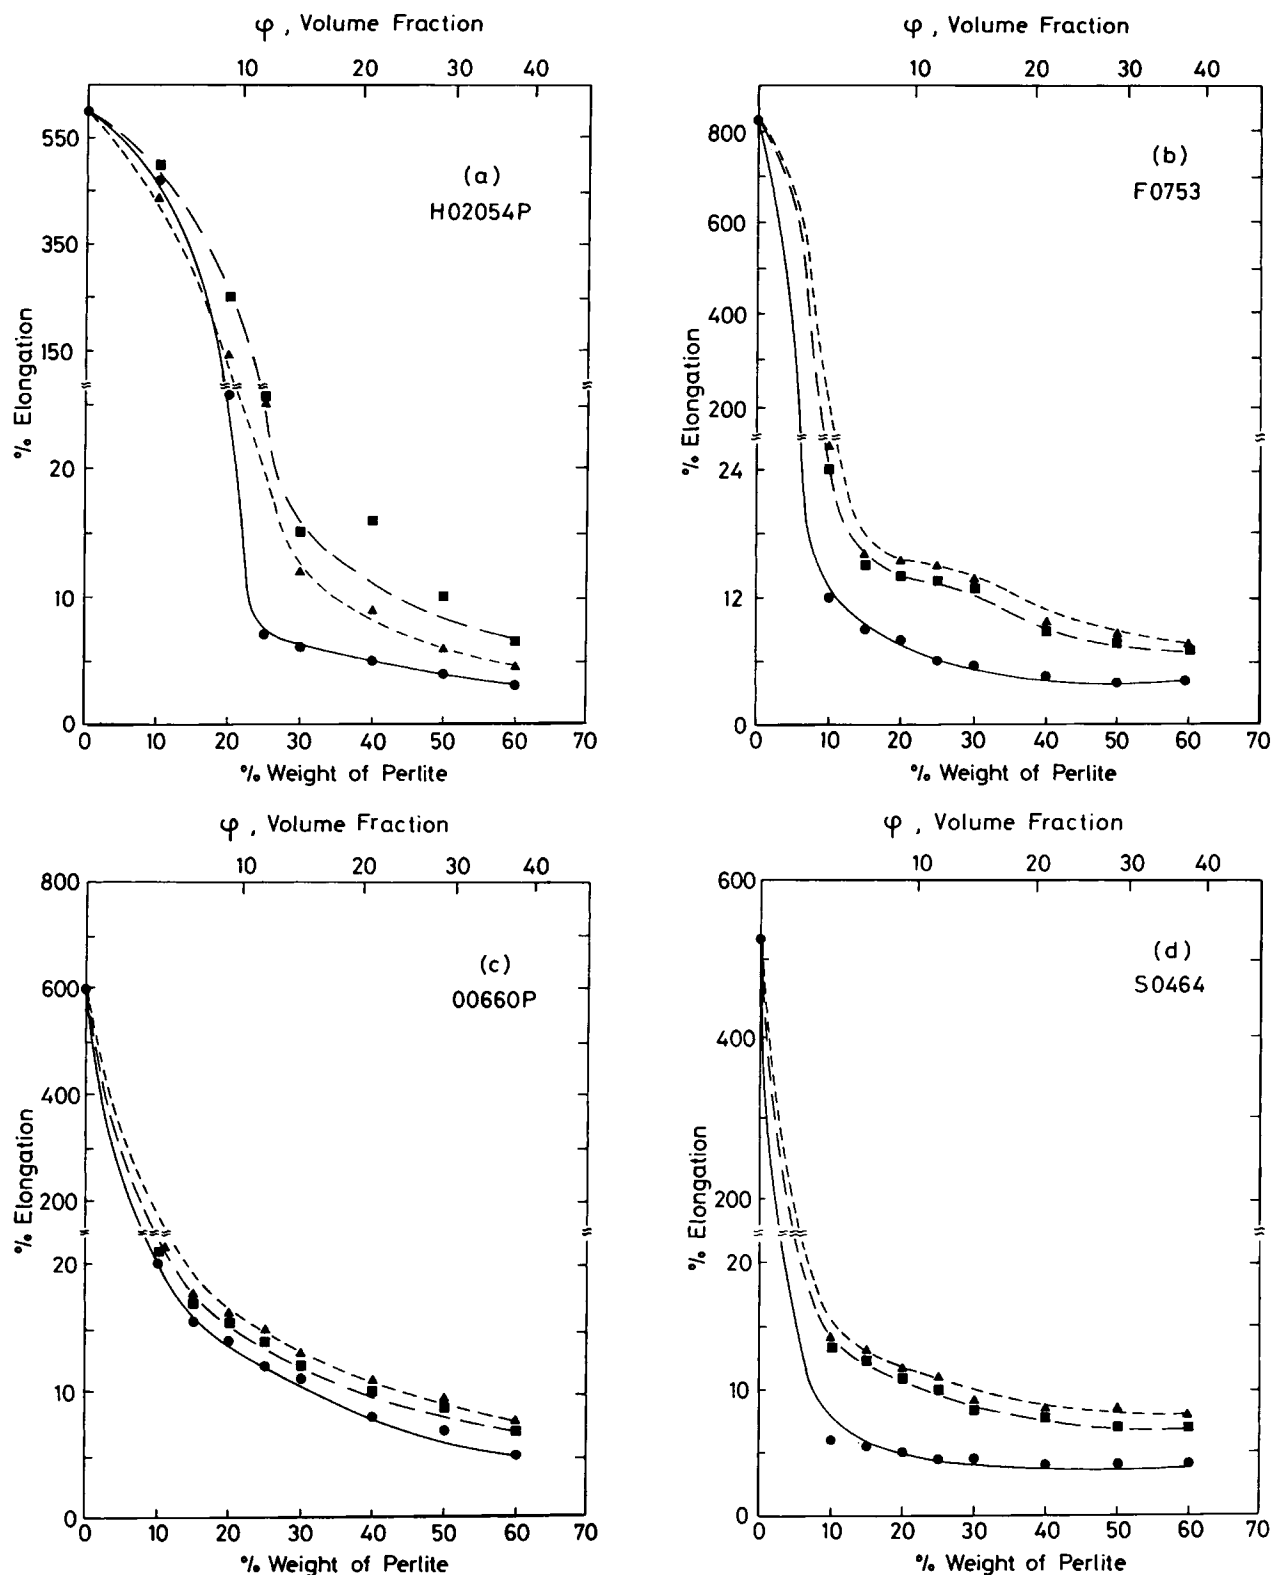 φ , Volume Fraction
10 20 30 40
550
350
150
20
10
0
% Elongation
(a)
H02054P
0 10 20 30 40 50 60 70
% Weight of Perlite
φ , Volume Fraction
10 20 30 40
800
600
400
200
24
12
0
% Elongation
(b)
F0753
0 10 20 30 40 50 60 70
% Weight of Perlite
φ , Volume Fraction
10 20 30 40
800
600
400
200
20
10
0
% Elongation
(c)
00660P
0 10 20 30 40 50 60 70
% Weight of Perlite
φ , Volume Fraction
10 20 30 40
600
400
200
20
10
0
% Elongation
(d)
S0464
0 10 20 30 40 50 60 70
% Weight of Perlite